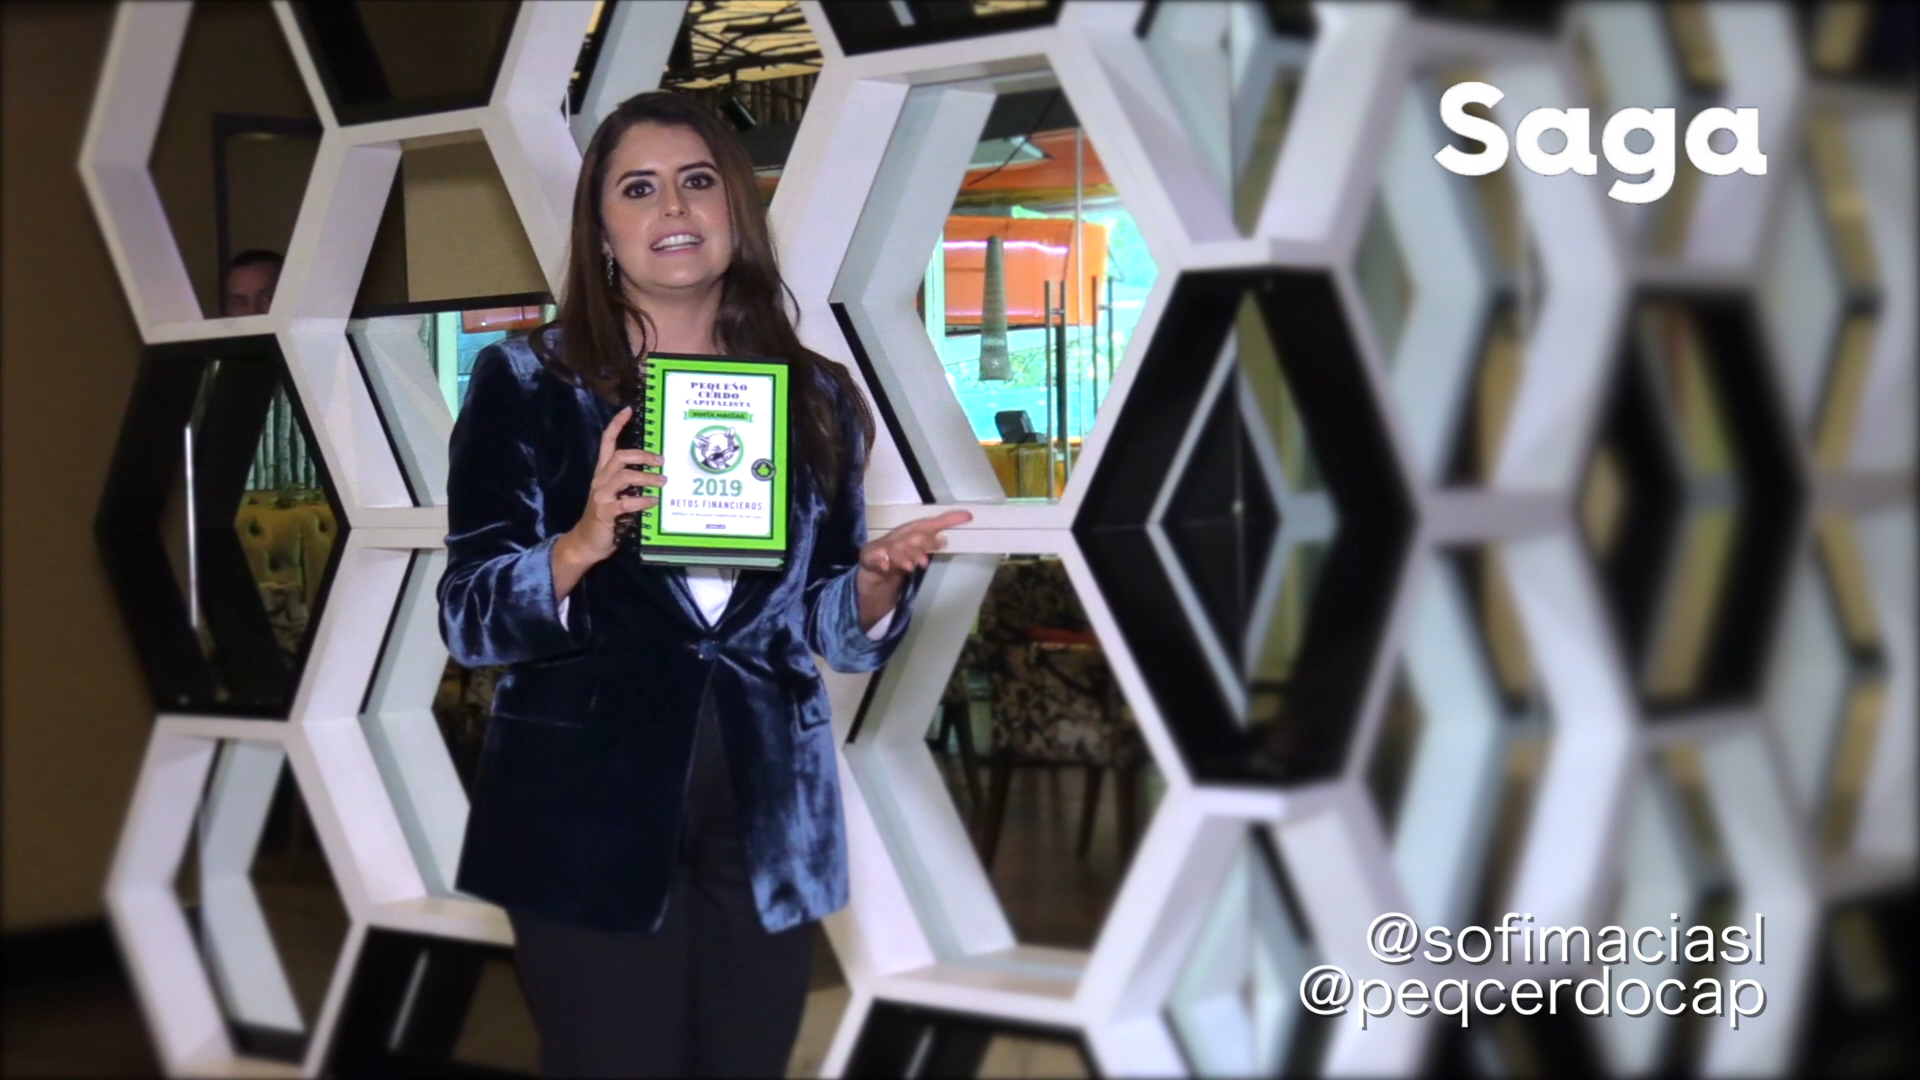 Saga
PEQUEÑO
CERDO
CAPITALISTA
SOFÍA MACÍAS
2019
RETOS FINANCIEROS
@sofimaciasl
@peqcerdocap